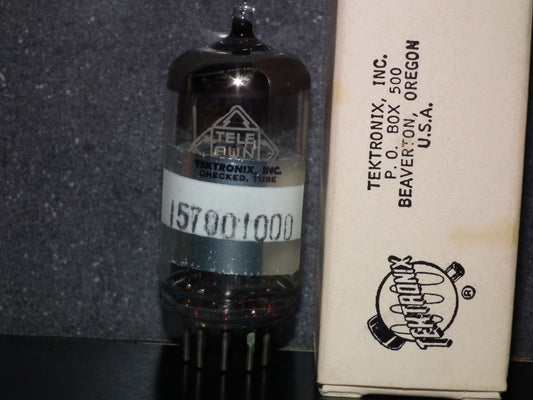 TELE
FUNKEN
TEKTRONIX, INC.
CHECKED. TUBE
157001000
TEKTRONIX, INC.
P. O. BOX 500
BEAVERTON, OREGON
U.S.A.
TEKTRONIX
®